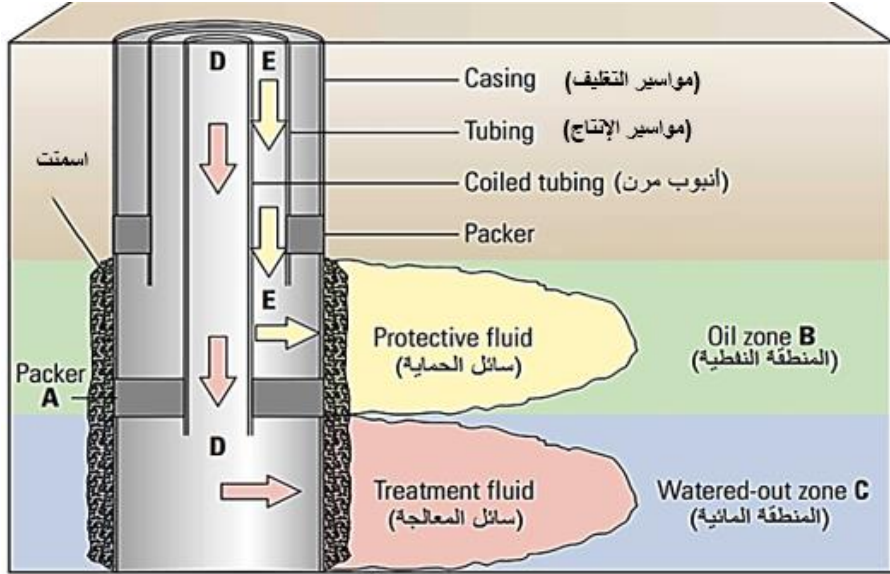 D E
Casing (مواسير التغليف)
Tubing (مواسير الإنتاج)
اسمنت
Coiled tubing (أنبوب مرن)
Packer
E
Protective fluid
(سائل الحماية)
Oil zone B
(المنطقة النفطية)
Packer
A
D
Treatment fluid
(سائل المعالجة)
Watered-out zone C
(المنطقة المائية)